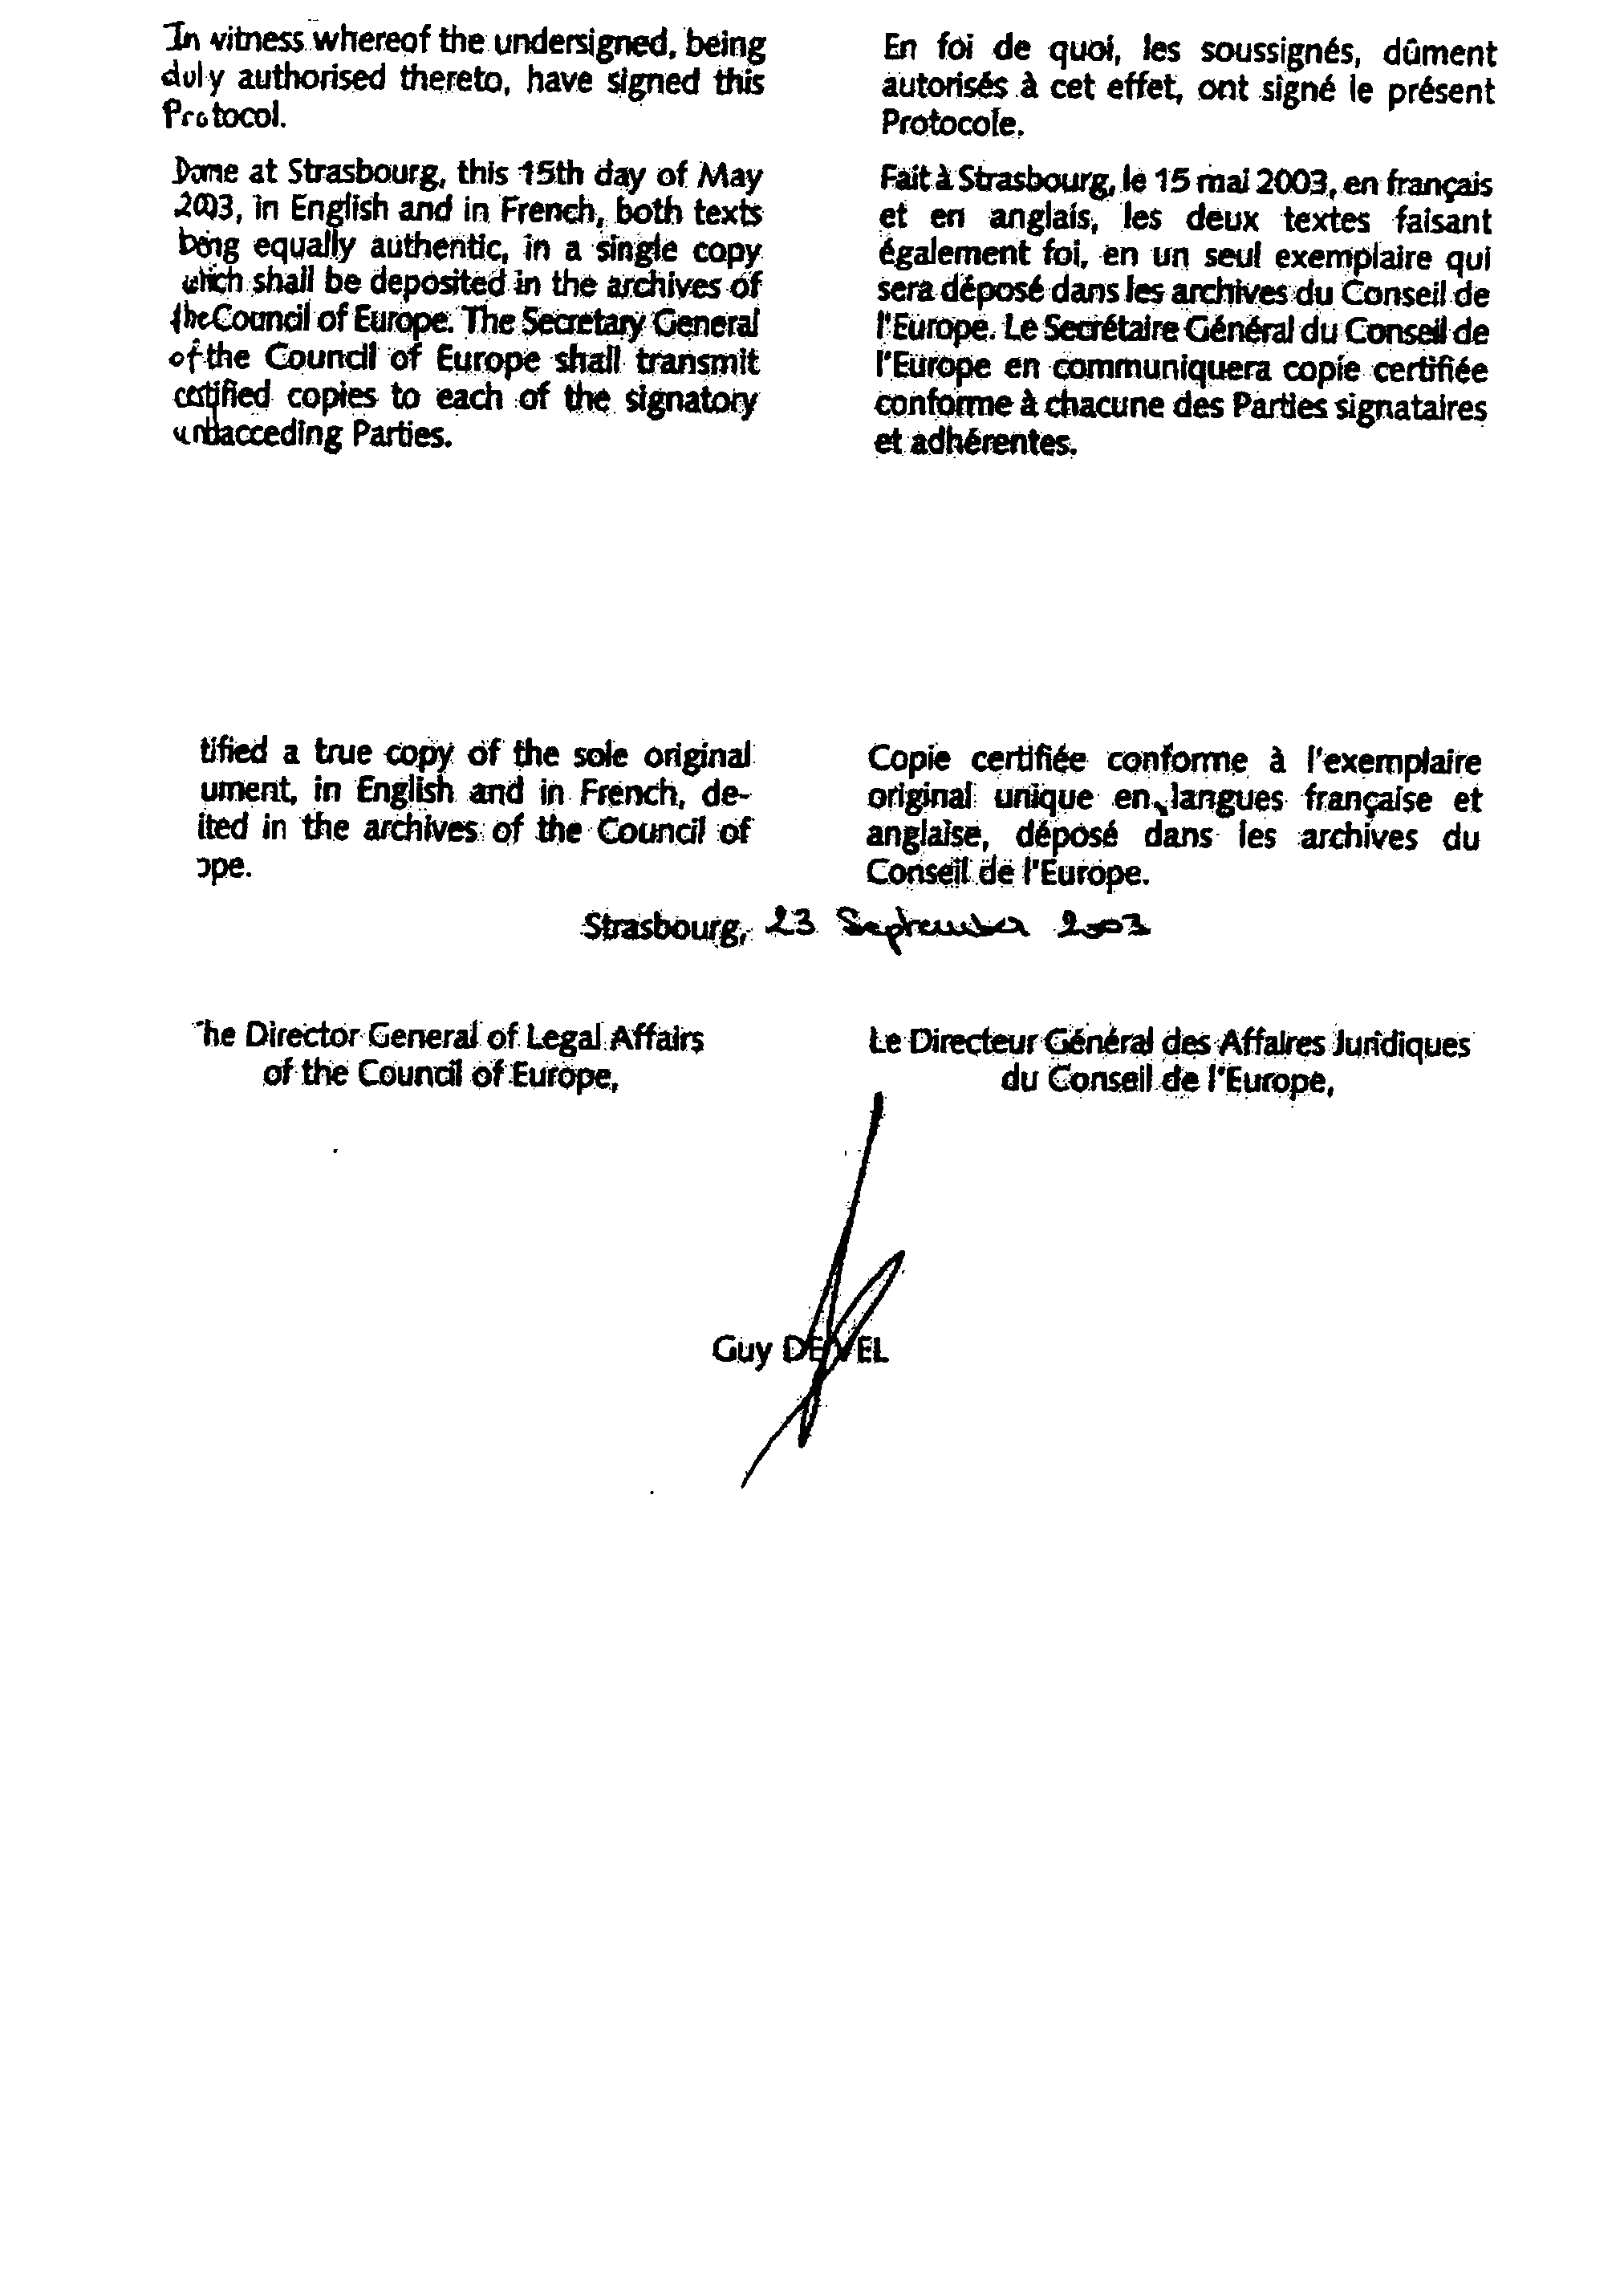 In witness whereof the undersigned, being
duly authorised thereto, have signed this
Protocol.
Done at Strasbourg, this 15th day of May
2003, in English and in French, both texts
being equally authentic, in a single copy
which shall be deposited in the archives of
the Council of Europe. The Secretary General
of the Council of Europe shall transmit
certified copies to each of the signatory
and acceding Parties.
En foi de quoi, les soussignés, dûment
autorisés à cet effet, ont signé le présent
Protocole.
Fait à Strasbourg, le 15 mai 2003, en français
et en anglais, les deux textes faisant
également foi, en un seul exemplaire qui
sera déposé dans les archives du Conseil de
l'Europe. Le Secrétaire Général du Conseil de
l'Europe en communiquera copie certifiée
conforme à chacune des Parties signataires
et adhérentes.
tified a true copy of the sole original
ument, in English and in French, de-
ited in the archives of the Council of
ope.
Copie certifiée conforme à l'exemplaire
original unique en langues française et
anglaise, déposé dans les archives du
Conseil de l'Europe.
Strasbourg, 23 September 2003
he Director General of Legal Affairs
of the Council of Europe,
Le Directeur Général des Affaires Juridiques
du Conseil de l'Europe,
Guy DE VEL